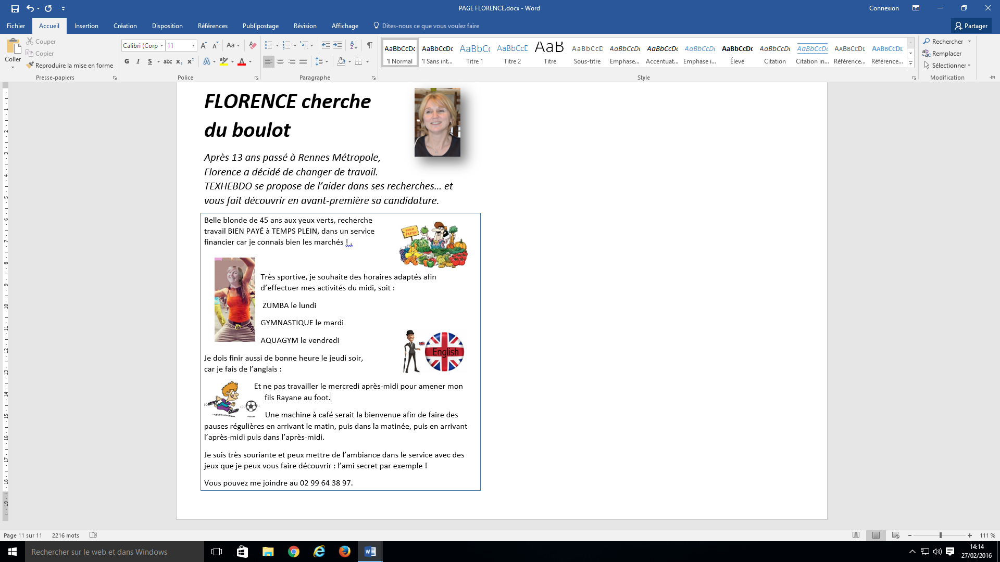 PAGE FLORENCE.docx - Word
Connexion
Fichier Accueil Insertion Création Disposition Références Publipostage Révision Affichage Dites-nous ce que vous voulez faire Partager
Coller
Couper
Copier
Reproduire la mise en forme
Presse-papiers
Calibri (Corp 11
G I S abc x₂ x²
Police
Paragraphe
AaBbCcDc AaBbCcDc AaBbC AaBbCcC AaB AaBbCcD AaBbCcDc AaBbCcDc AaBbCcDc AaBbCcDc AaBbCcDc AaBbCcDc AABBCCDC AABBCCDE
¶ Normal ¶ Sans int... Titre 1 Titre 2 Titre Sous-titre Emphase... Accentuat... Emphase i... Élevé Citation Citation in... Référence... Référence...
Style
Rechercher
Remplacer
Sélectionner
Modification
FLORENCE cherche
du boulot
Après 13 ans passé à Rennes Métropole,
Florence a décidé de changer de travail.
TEXHEBDO se propose de l’aider dans ses recherches… et
vous fait découvrir en avant-première sa candidature.
Belle blonde de 45 ans aux yeux verts, recherche
travail BIEN PAYÉ à TEMPS PLEIN, dans un service
financier car je connais bien les marchés ! .
FARM
FRESH
Très sportive, je souhaite des horaires adaptés afin
d’effectuer mes activités du midi, soit :
ZUMBA le lundi
GYMNASTIQUE le mardi
AQUAGYM le vendredi
English
Je dois finir aussi de bonne heure le jeudi soir,
car je fais de l’anglais :
Et ne pas travailler le mercredi après-midi pour amener mon
fils Rayane au foot.
Une machine à café serait la bienvenue afin de faire des
pauses régulières en arrivant le matin, puis dans la matinée, puis en arrivant
l’après-midi puis dans l’après-midi.
Je suis très souriante et peux mettre de l’ambiance dans le service avec des
jeux que je peux vous faire découvrir : l’ami secret par exemple !
Vous pouvez me joindre au 02 99 64 38 97.
Page 11 sur 11 2216 mots
111 %
Rechercher sur le web et dans Windows
14:14
27/02/2016